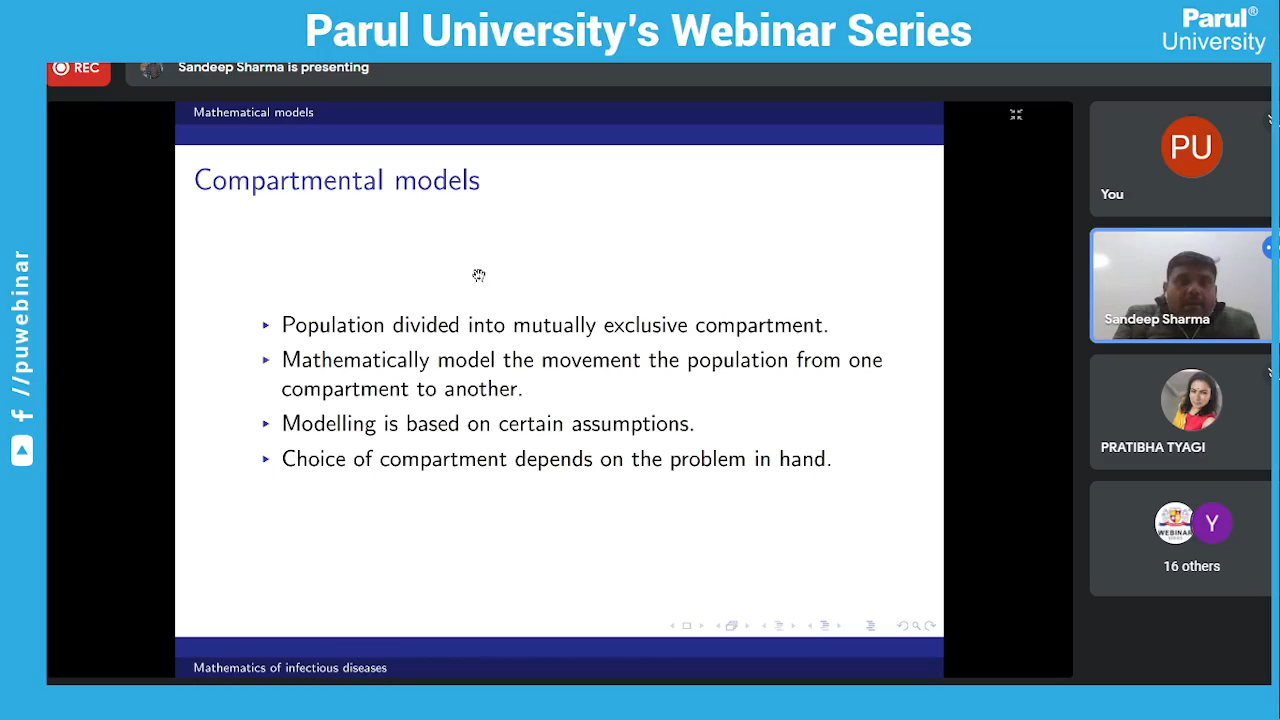 Parul University's Webinar Series
Parul®
University
//puwebinar
REC
Sandeep Sharma is presenting
Mathematical models
Compartmental models
Population divided into mutually exclusive compartment.
Mathematically model the movement the population from one
compartment to another.
Modelling is based on certain assumptions.
Choice of compartment depends on the problem in hand.
Mathematics of infectious diseases
PU
You
Sandeep Sharma
PRATIBHA TYAGI
WEBINAR
Y
16 others